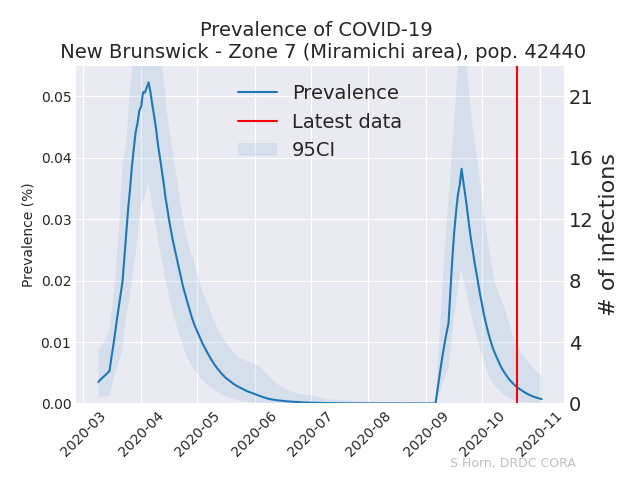 Prevalence of COVID-19
New Brunswick - Zone 7 (Miramichi area), pop. 42440
Prevalence
Latest data
95CI
Prevalence (%)
0.05
0.04
0.03
0.02
0.01
0.00
21
16
12
8
4
0
# of infections
2020-03
2020-04
2020-05
2020-06
2020-07
2020-08
2020-09
2020-10
2020-11
S Horn, DRDC CORA